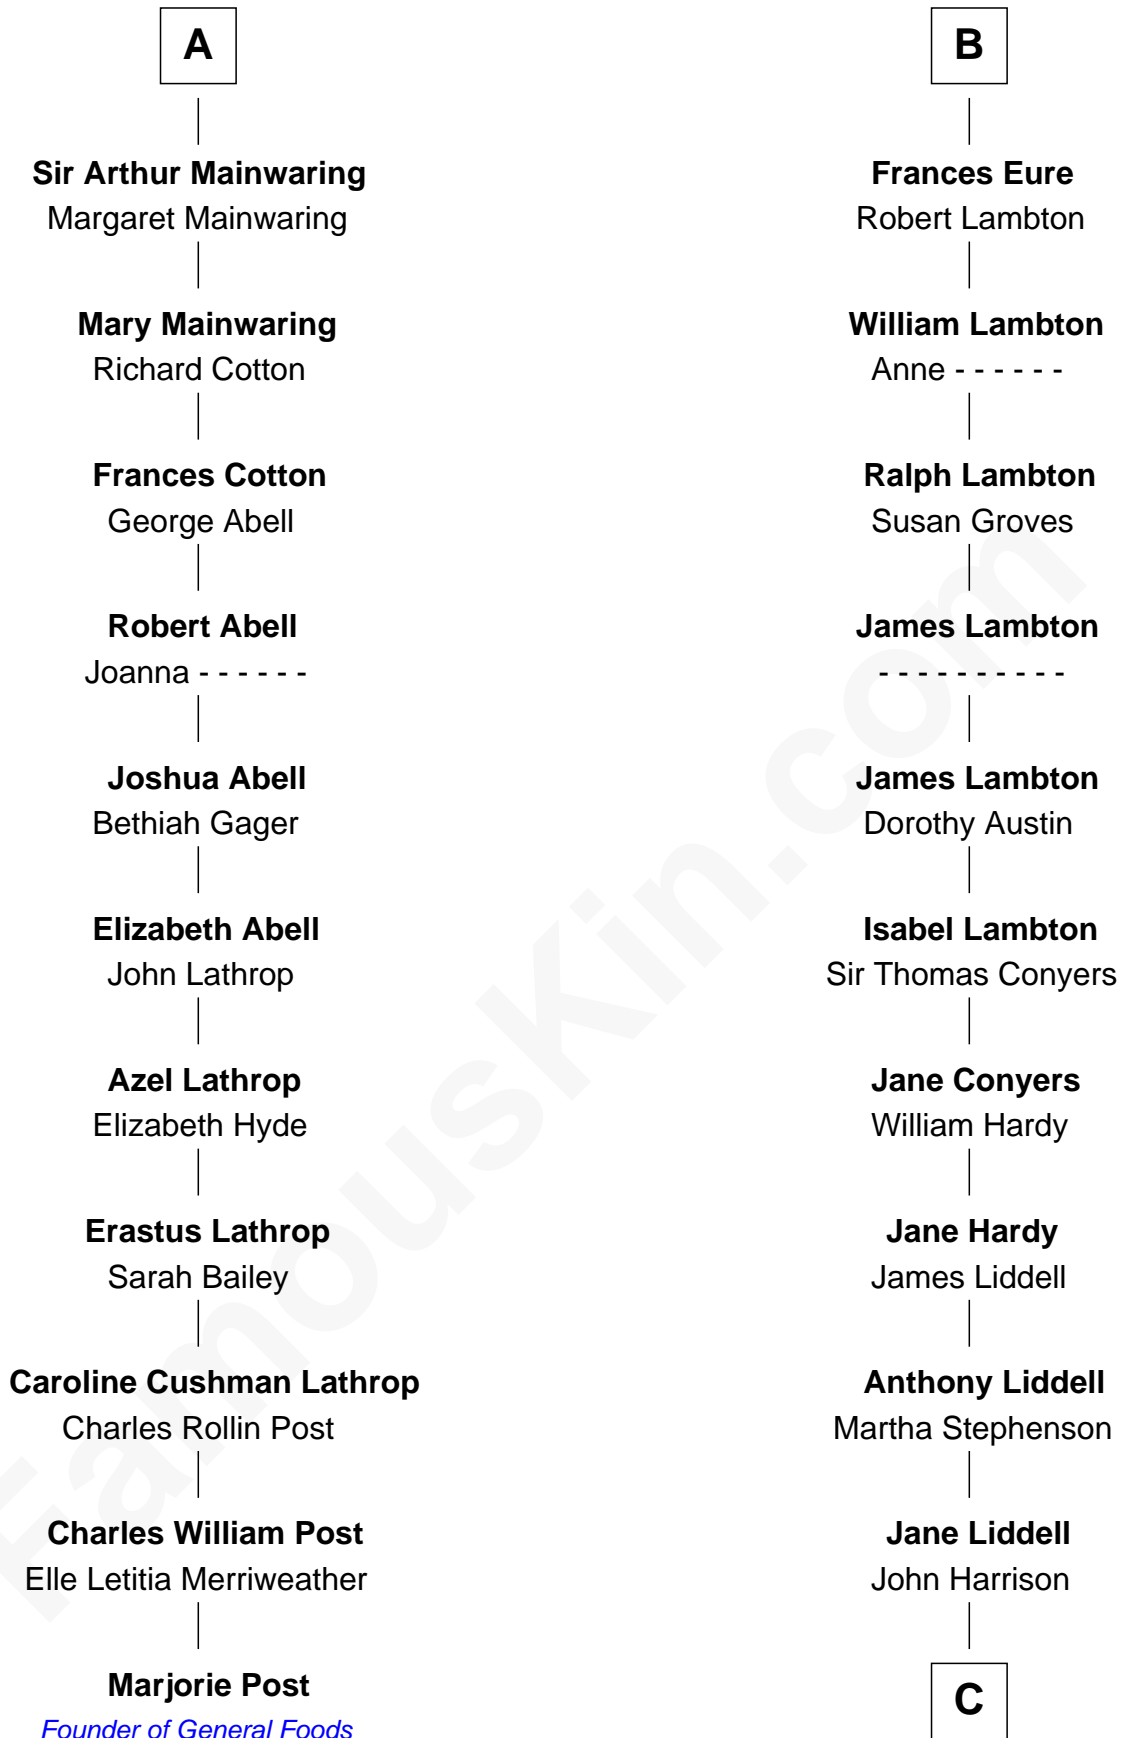 A
Sir Arthur Mainwaring
Margaret Mainwaring
Mary Mainwaring
Richard Cotton
Frances Cotton
George Abell
Robert Abell
Joanna - - - - - -
Joshua Abell
Bethiah Gager
Elizabeth Abell
John Lathrop
Azel Lathrop
Elizabeth Hyde
Erastus Lathrop
Sarah Bailey
Caroline Cushman Lathrop
Charles Rollin Post
Charles William Post
Elle Letitia Merriweather
Marjorie Post
Founder of General Foods
B
Frances Eure
Robert Lambton
William Lambton
Anne - - - - - -
Ralph Lambton
Susan Groves
James Lambton
- - - - - - - - - -
James Lambton
Dorothy Austin
Isabel Lambton
Sir Thomas Conyers
Jane Conyers
William Hardy
Jane Hardy
James Liddell
Anthony Liddell
Martha Stephenson
Jane Liddell
John Harrison
C
FamousKin.com